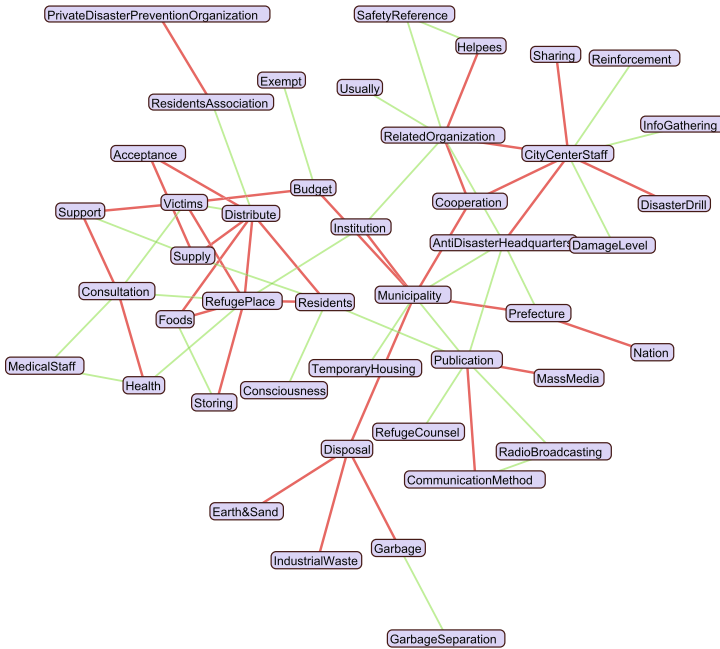 PrivateDisasterPreventionOrganization
SafetyReference
Helpees
Sharing
Reinforcement
Exempt
Usually
ResidentsAssociation
InfoGathering
RelatedOrganization
Acceptance
CityCenterStaff
Budget
Victims
Cooperation
DisasterDrill
Support
Distribute
Institution
AntiDisasterHeadquarters
DamageLevel
Supply
Consultation
Municipality
RefugePlace
Residents
Prefecture
Foods
Nation
MedicalStaff
Publication
TemporaryHousing
MassMedia
Health
Consciousness
Storing
RefugeCounsel
Disposal
RadioBroadcasting
CommunicationMethod
Earth&Sand
Garbage
IndustrialWaste
GarbageSeparation